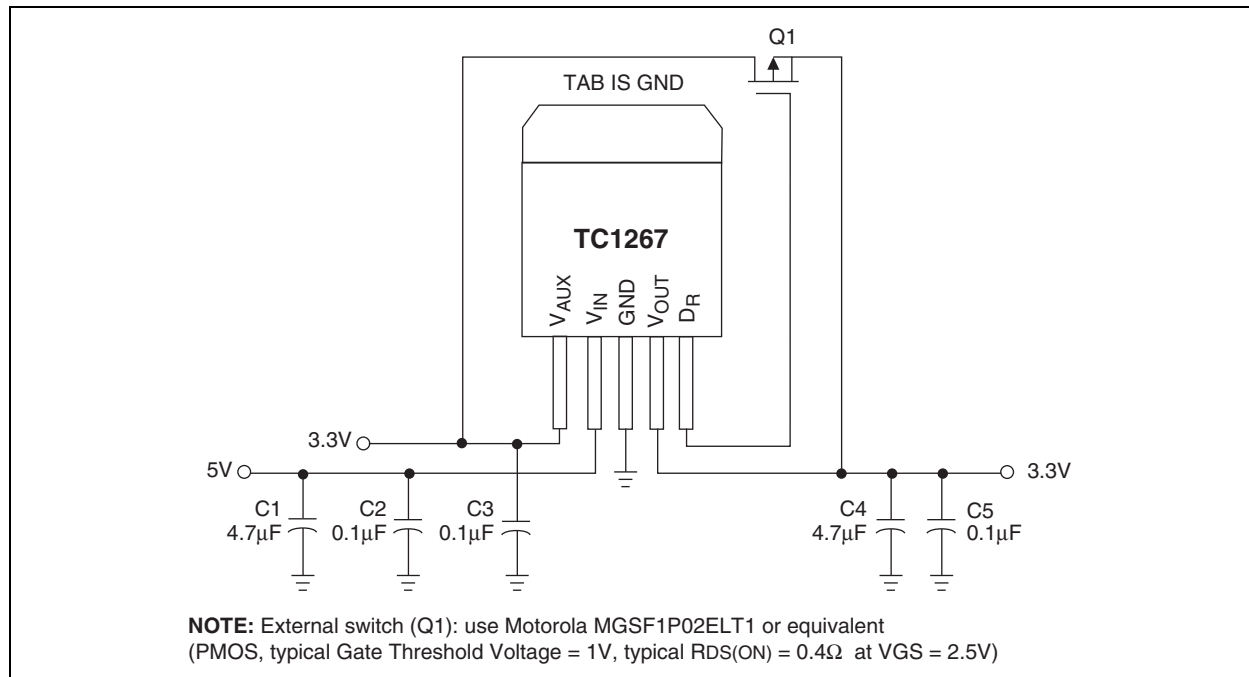 Q1
TAB IS GND
TC1267
VAUX
VIN
GND
VOUT
DR
3.3V
5V
3.3V
C1
4.7μF
C2
0.1μF
C3
0.1μF
C4
4.7μF
C5
0.1μF
NOTE: External switch (Q1): use Motorola MGSF1P02ELT1 or equivalent
(PMOS, typical Gate Threshold Voltage = 1V, typical RDS(ON) = 0.4Ω at VGS = 2.5V)